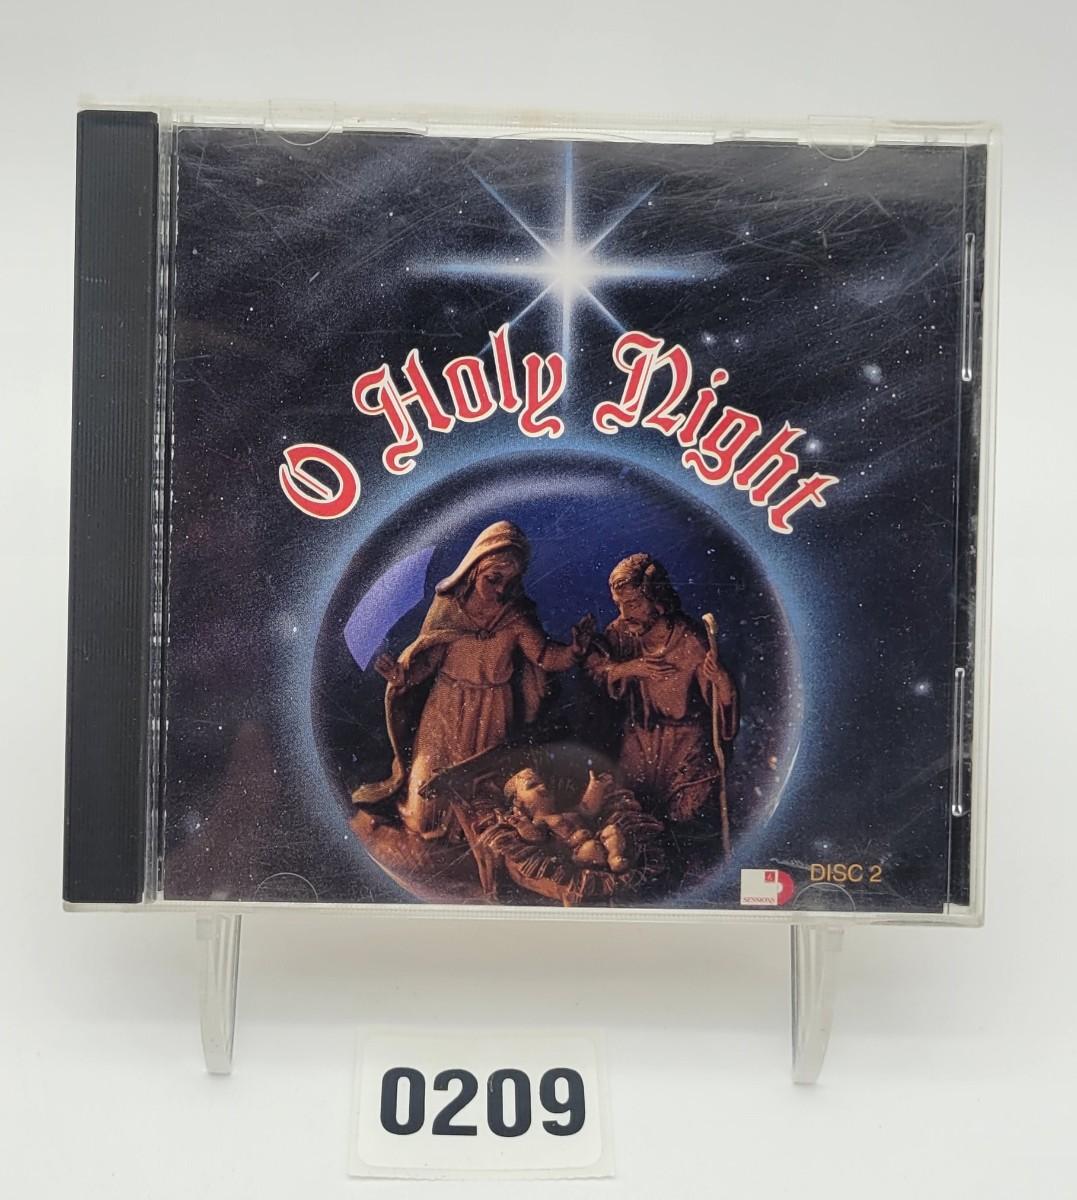 O Holy Night
SESSIONS
DISC 2
0209